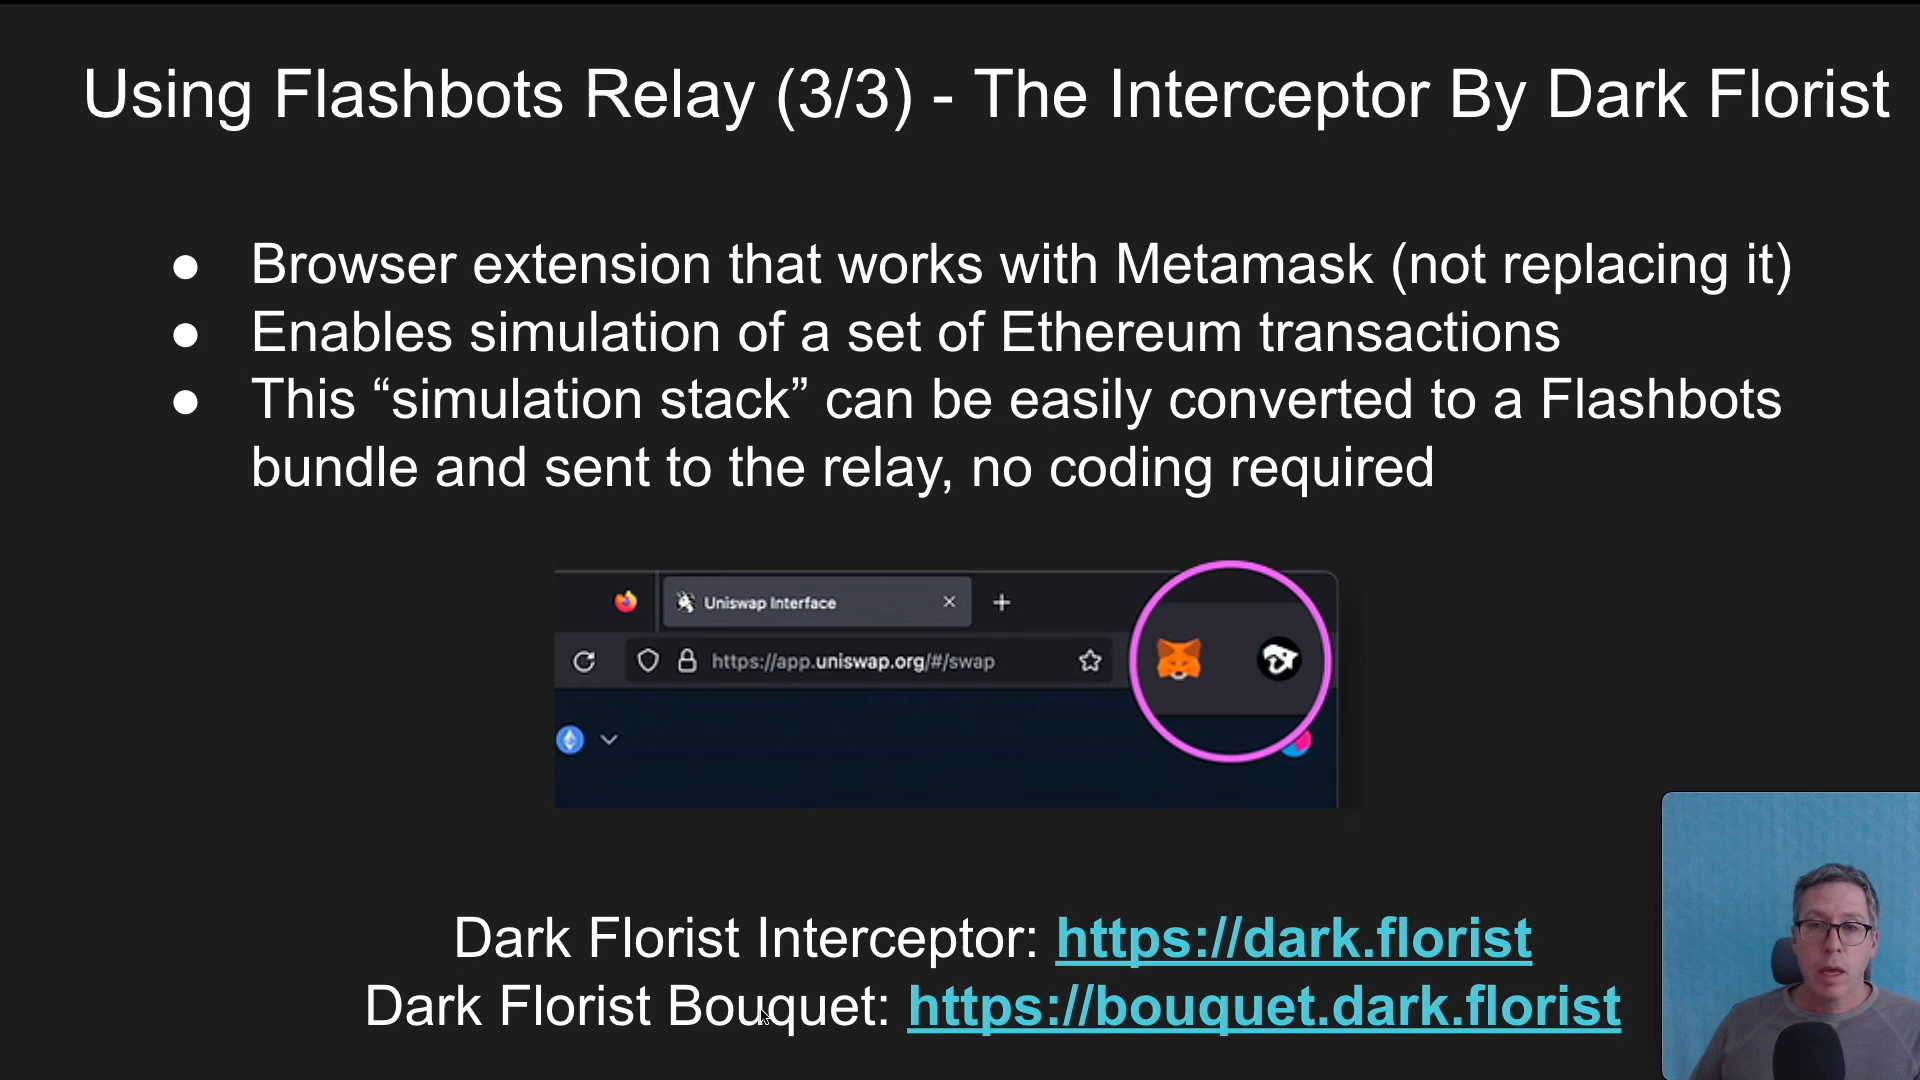 Using Flashbots Relay (3/3) - The Interceptor By Dark Florist
● Browser extension that works with Metamask (not replacing it)
● Enables simulation of a set of Ethereum transactions
● This “simulation stack” can be easily converted to a Flashbots
bundle and sent to the relay, no coding required
Uniswap Interface
https://app.uniswap.org/#/swap
Dark Florist Interceptor: https://dark.florist
Dark Florist Bouquet: https://bouquet.dark.florist